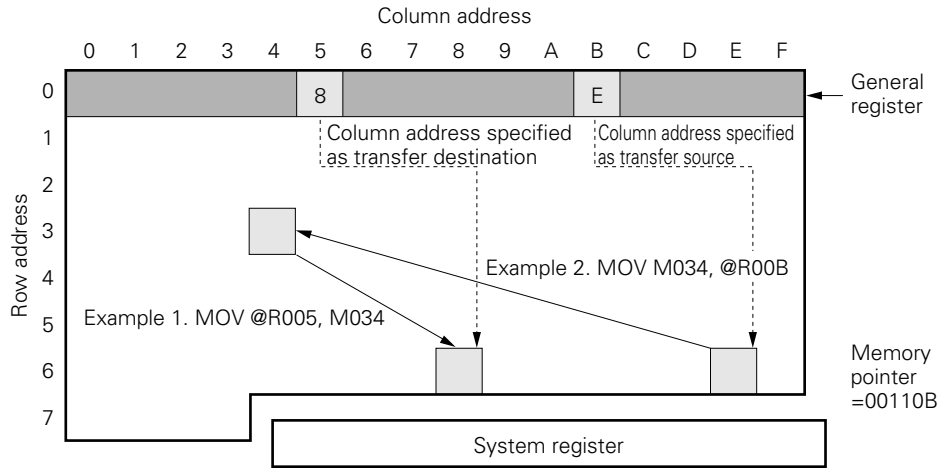 Column address
0 1 2 3 4 5 6 7 8 9 A B C D E F
0
8
E
General
register
1
Column address specified
as transfer destination
Column address specified
as transfer source
2
Row address
3
4
Example 2. MOV M034, @R00B
Example 1. MOV @R005, M034
5
6
Memory
pointer
=00110B
7
System register